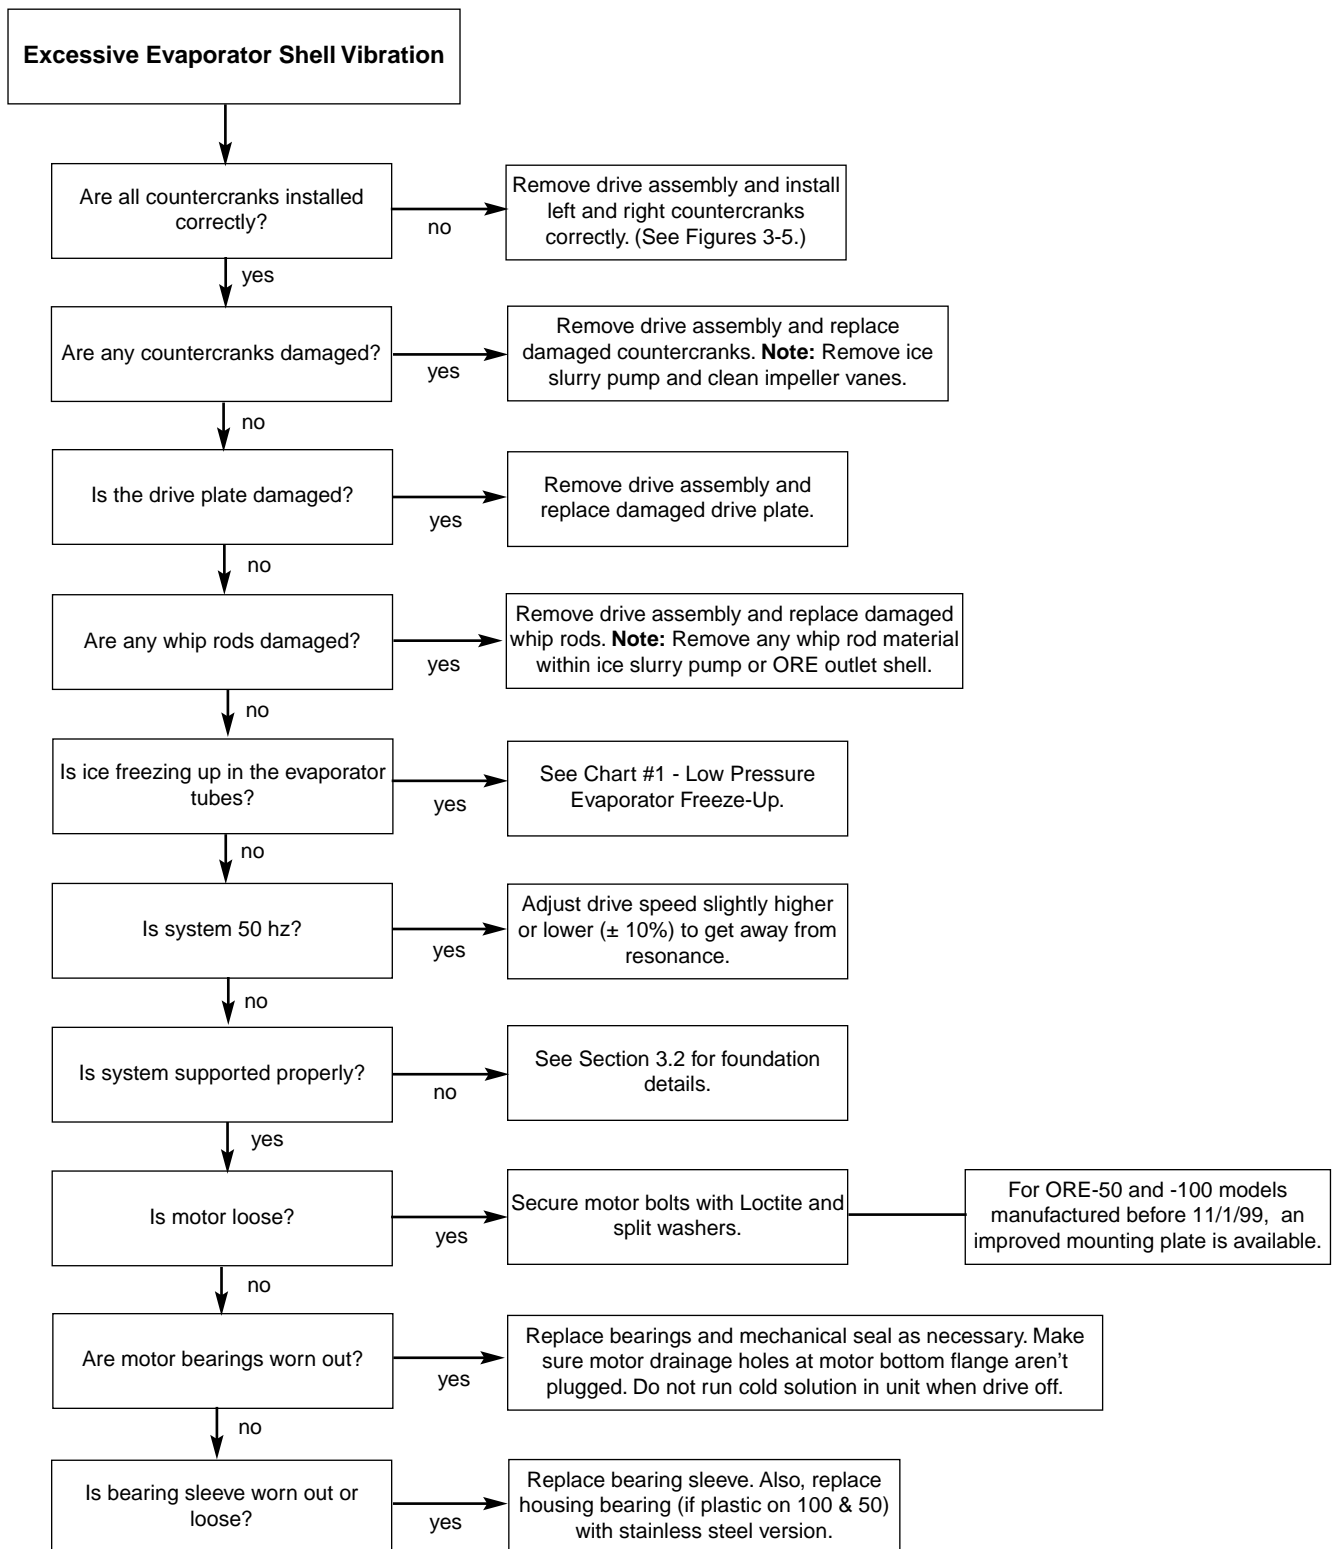 Excessive Evaporator Shell Vibration
Are all countercranks installed
correctly?
no
Remove drive assembly and install
left and right countercranks
correctly. (See Figures 3-5.)
yes
Are any countercranks damaged?
yes
Remove drive assembly and replace
damaged countercranks. Note: Remove ice
slurry pump and clean impeller vanes.
no
Is the drive plate damaged?
yes
Remove drive assembly and
replace damaged drive plate.
no
Are any whip rods damaged?
yes
Remove drive assembly and replace damaged
whip rods. Note: Remove any whip rod material
within ice slurry pump or ORE outlet shell.
no
Is ice freezing up in the evaporator
tubes?
yes
See Chart #1 - Low Pressure
Evaporator Freeze-Up.
no
Is system 50 hz?
yes
Adjust drive speed slightly higher
or lower (± 10%) to get away from
resonance.
no
Is system supported properly?
no
See Section 3.2 for foundation
details.
yes
Is motor loose?
yes
Secure motor bolts with Loctite and
split washers.
For ORE-50 and -100 models
manufactured before 11/1/99, an
improved mounting plate is available.
no
Are motor bearings worn out?
yes
Replace bearings and mechanical seal as necessary. Make
sure motor drainage holes at motor bottom flange aren't
plugged. Do not run cold solution in unit when drive off.
no
Is bearing sleeve worn out or
loose?
yes
Replace bearing sleeve. Also, replace
housing bearing (if plastic on 100 & 50)
with stainless steel version.